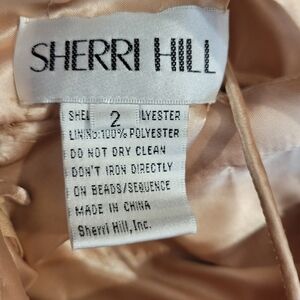 SHERRI HILL
SHEL 2 LYESTER
LINING:100% POLYESTER
DO NOT DRY CLEAN
DON'T IRON DIRECTLY
ON BEADS/SEQUENCE
MADE IN CHINA
Sherri Hill,Inc.